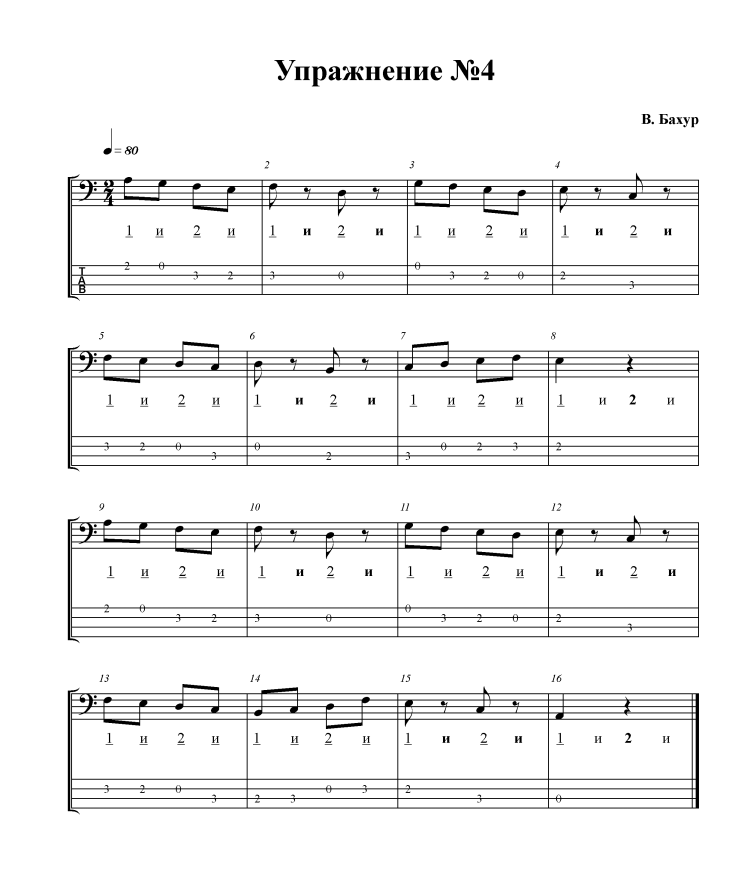 Упражнение №4
В. Бахур
= 80
2 3 4
2 4
1 и 2 и 1 и 2 и 1 и 2 и 1 и 2 и
T A B
2 0 3 2 3 0 0 3 2 0 2 3
5 6 7 8
1 и 2 и 1 и 2 и 1 и 2 и 1 и 2 и
3 2 0 3 0 2 3 0 2 3 2
9 10 11 12
1 и 2 и 1 и 2 и 1 и 2 и 1 и 2 и
2 0 3 2 3 0 0 3 2 0 2 3
13 14 15 16
1 и 2 и 1 и 2 и 1 и 2 и 1 и 2 и
3 2 0 3 2 3 0 3 2 3 0